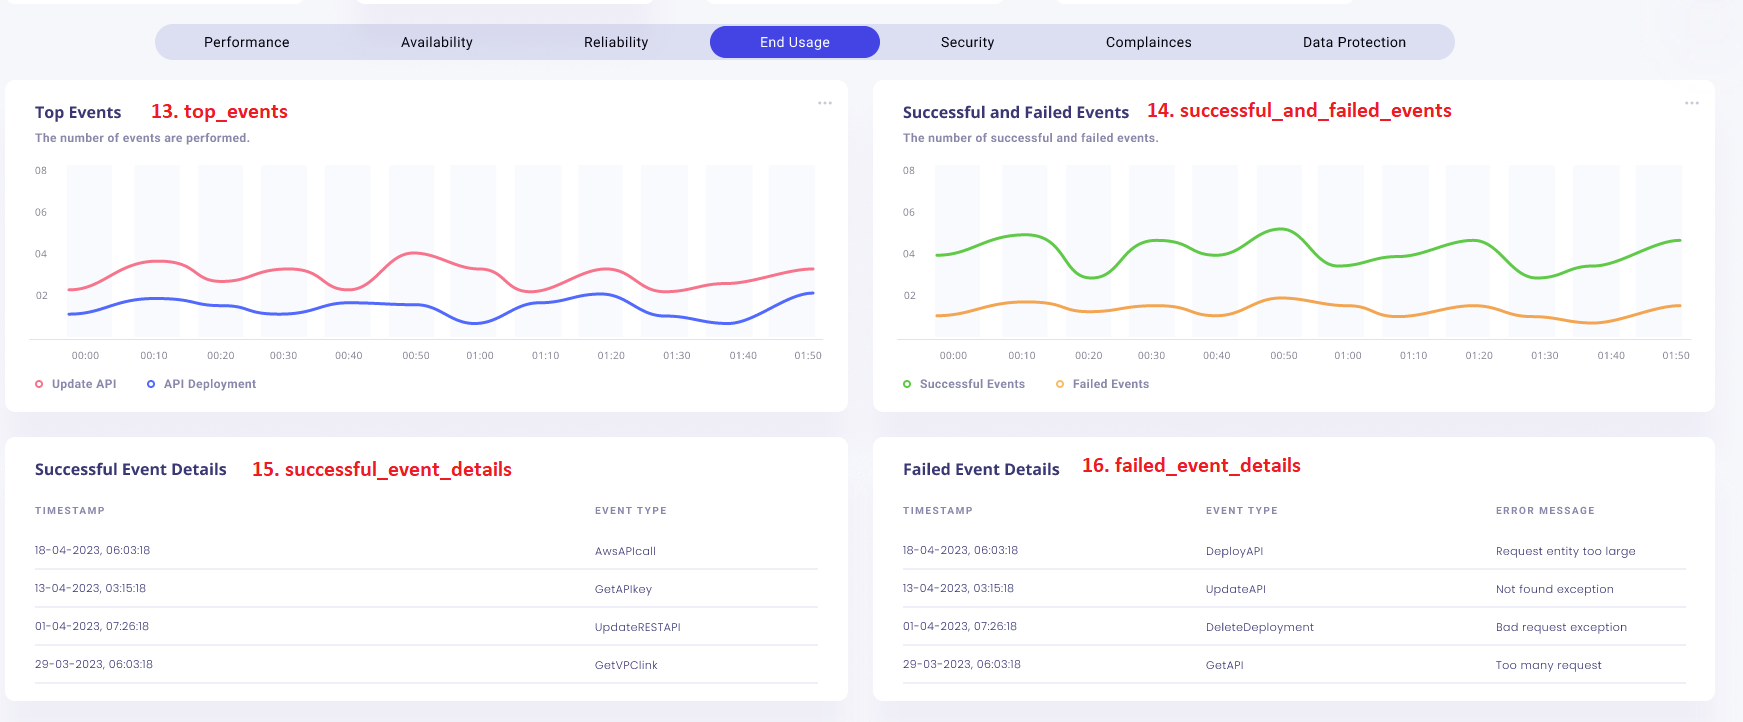 Performance Availability Reliability End Usage Security Complainces Data Protection
Top Events 13. top_events
The number of events are performed.
08
06
04
02
00:00 00:10 00:20 00:30 00:40 00:50 01:00 01:10 01:20 01:30 01:40 01:50
Update API API Deployment
Successful and Failed Events 14. successful_and_failed_events
The number of successful and failed events.
08
06
04
02
00:00 00:10 00:20 00:30 00:40 00:50 01:00 01:10 01:20 01:30 01:40 01:50
Successful Events Failed Events
Successful Event Details 15. successful_event_details
TIMESTAMP EVENT TYPE
18-04-2023, 06:03:18 AwsAPIcall
13-04-2023, 03:15:18 GetAPIkey
01-04-2023, 07:26:18 UpdateRESTAPI
29-03-2023, 06:03:18 GetVPClink
Failed Event Details 16. failed_event_details
TIMESTAMP EVENT TYPE ERROR MESSAGE
18-04-2023, 06:03:18 DeployAPI Request entity too large
13-04-2023, 03:15:18 UpdateAPI Not found exception
01-04-2023, 07:26:18 DeleteDeployment Bad request exception
29-03-2023, 06:03:18 GetAPI Too many request